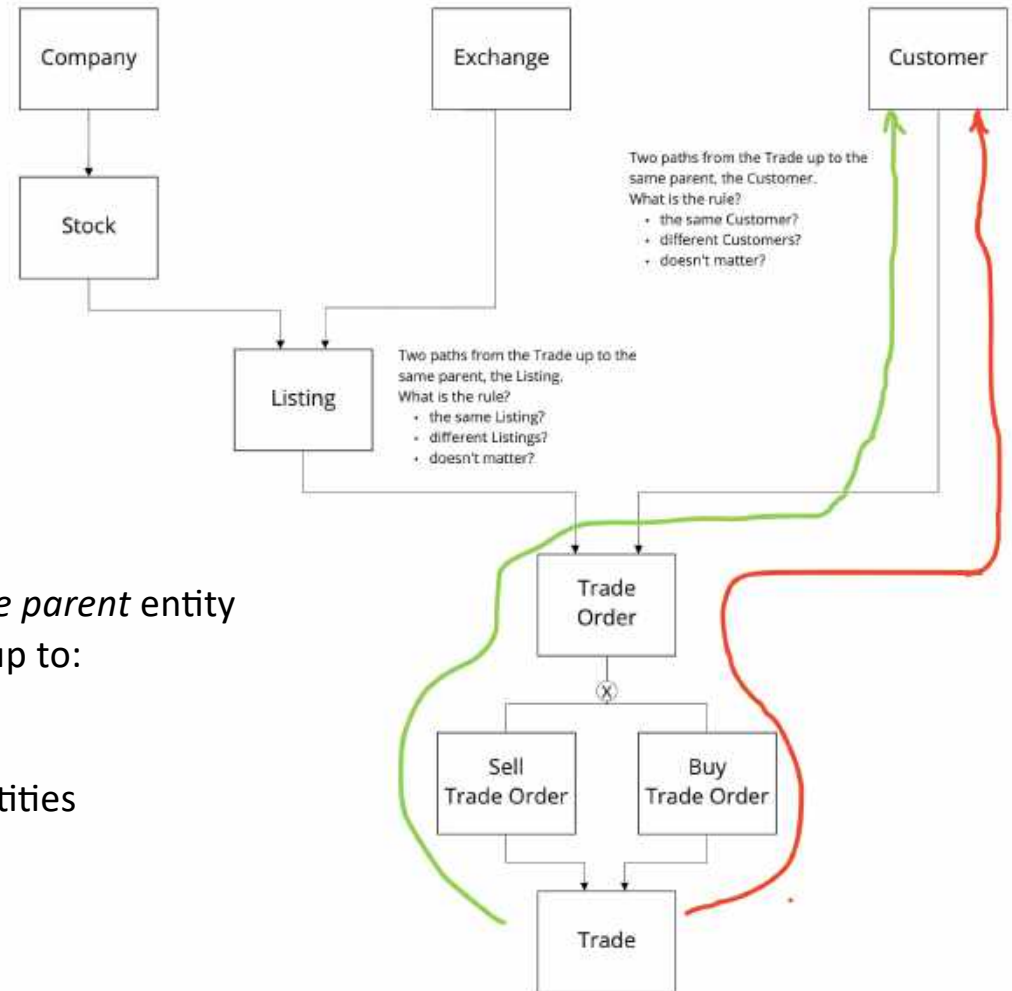 Company
Exchange
Customer
Two paths from the Trade up to the
same parent, the Customer.
What is the rule?
• the same Customer?
• different Customers?
• doesn't matter?
Stock
Listing
Two paths from the Trade up to the
same parent, the Listing.
What is the rule?
• the same Listing?
• different Listings?
• doesn't matter?
Trade
Order
X
parent entity
up to:
Sell
Trade Order
Buy
Trade Order
Trade